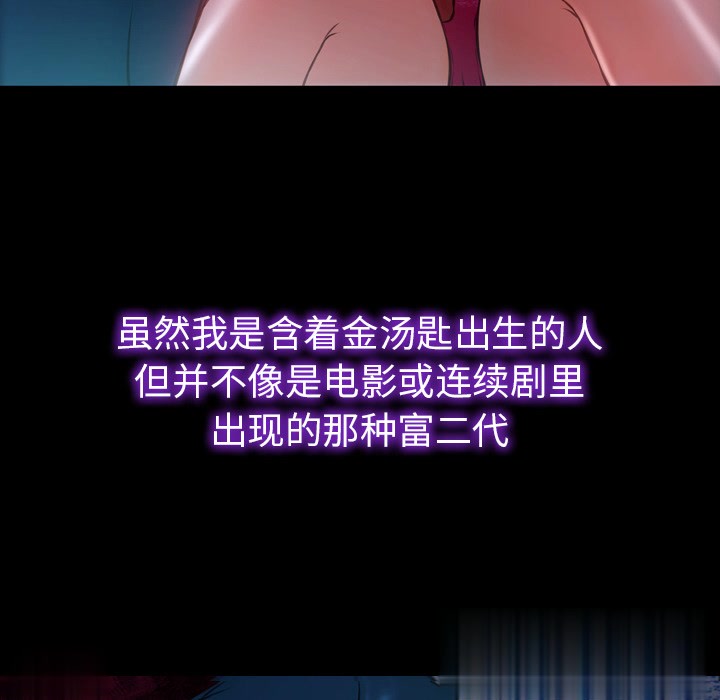 虽然我是含着金汤匙出生的人
但并不像是电影或连续剧里
出现的那种富二代